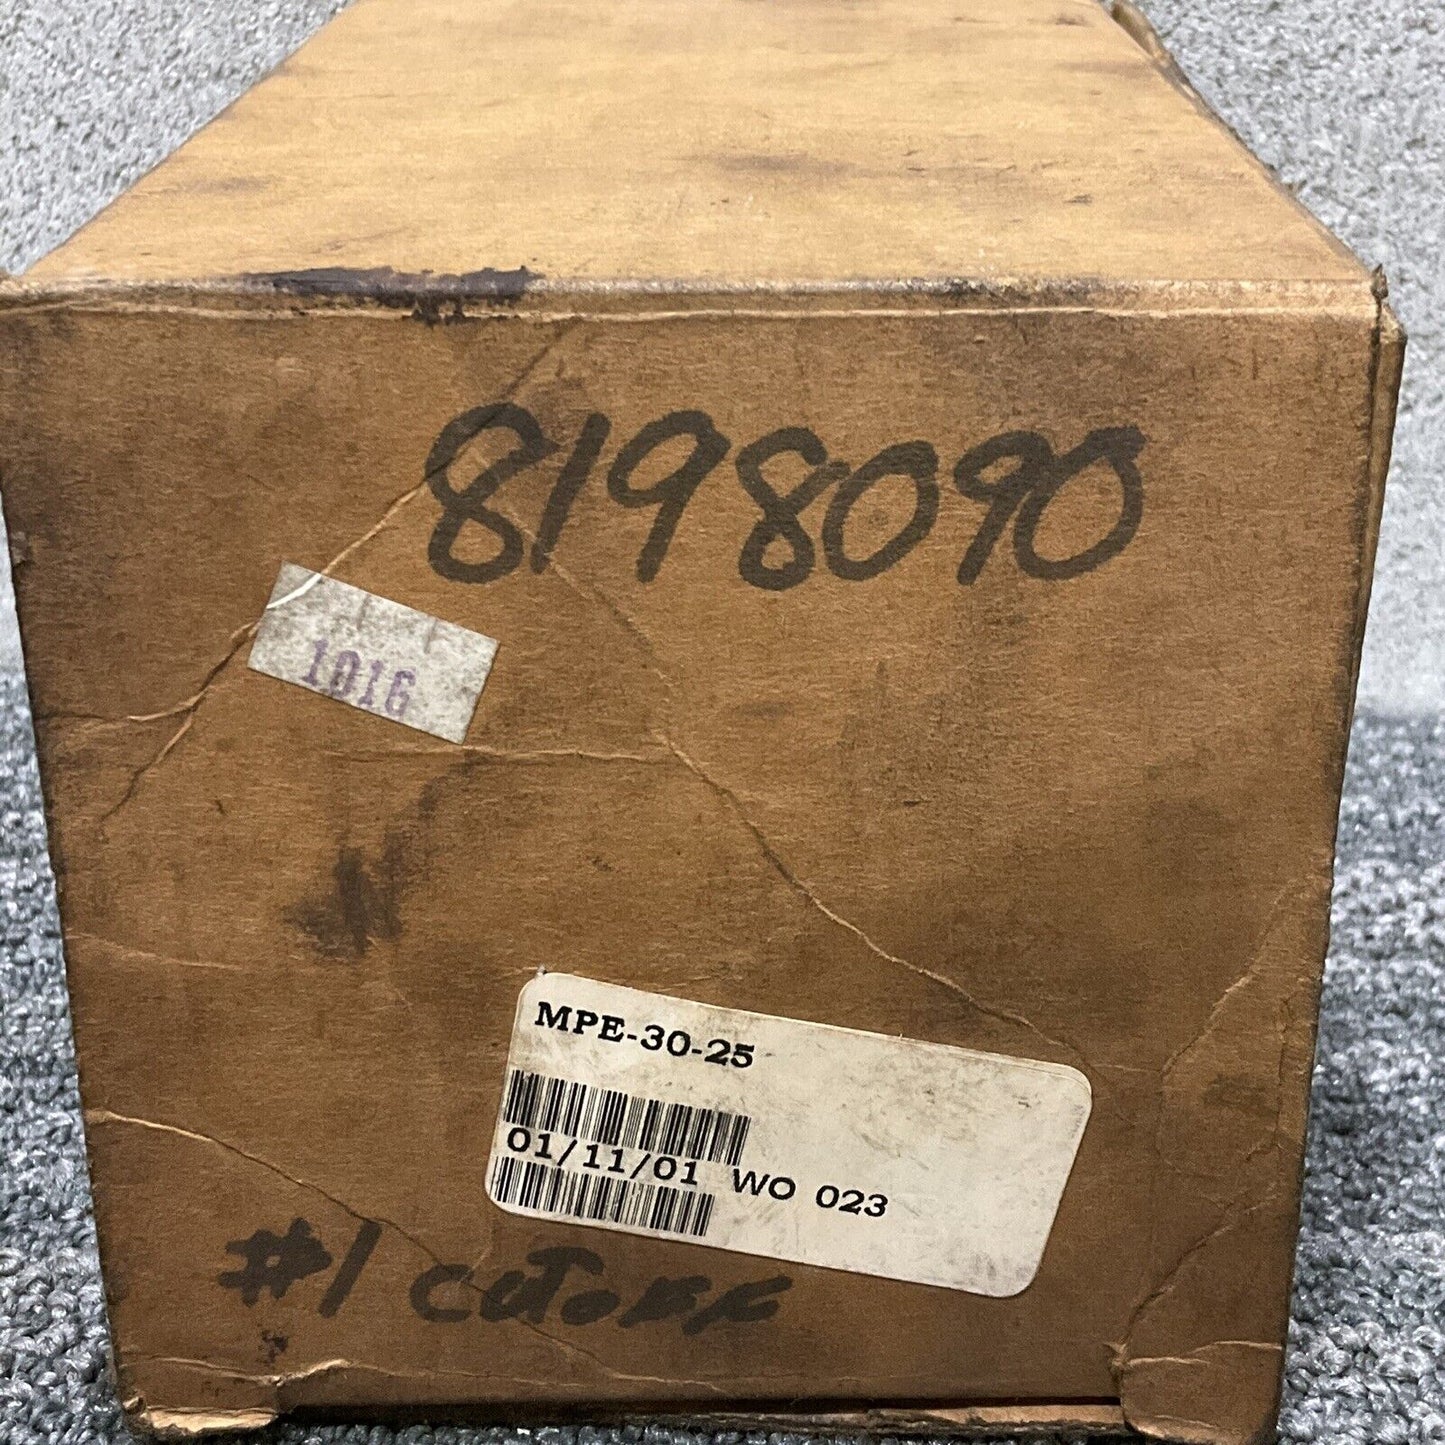 8198090
1016
MPE-30-25
01/11/01 WO 023
#1 CUTOFF